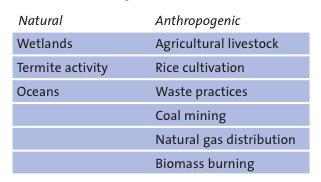 Natural Anthropogenic
Wetlands Agricultural livestock
Termite activity Rice cultivation
Oceans Waste practices
Coal mining
Natural gas distribution
Biomass burning